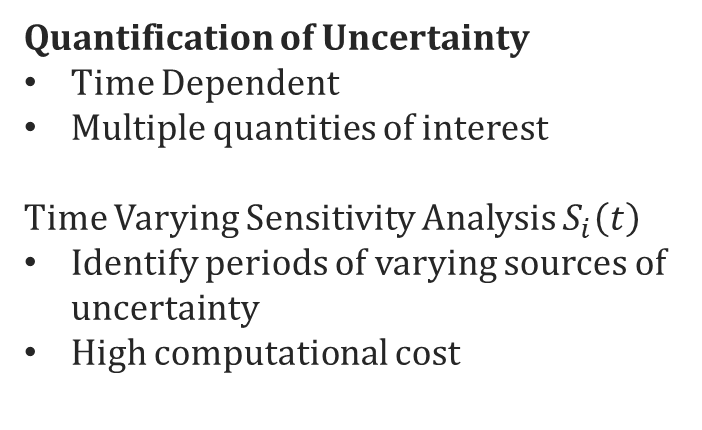 Quantification of Uncertainty
• Time Dependent
• Multiple quantities of interest
Time Varying Sensitivity Analysis Sᵢ(t)
• Identify periods of varying sources of
uncertainty
• High computational cost